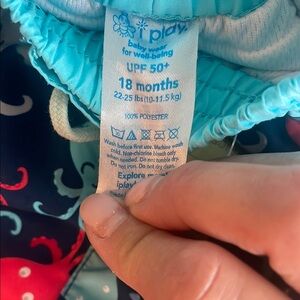 i play.
baby wear
for well-being
UPF 50+
18 months
22-25 lbs (10-11.5 kg)
100% POLYESTER
Wash before first use. Machine wash
cold. Non-chlorine bleach only
when needed. Do not tumble dry.
Do not iron. Do not dry clean.
Explore more
iplay